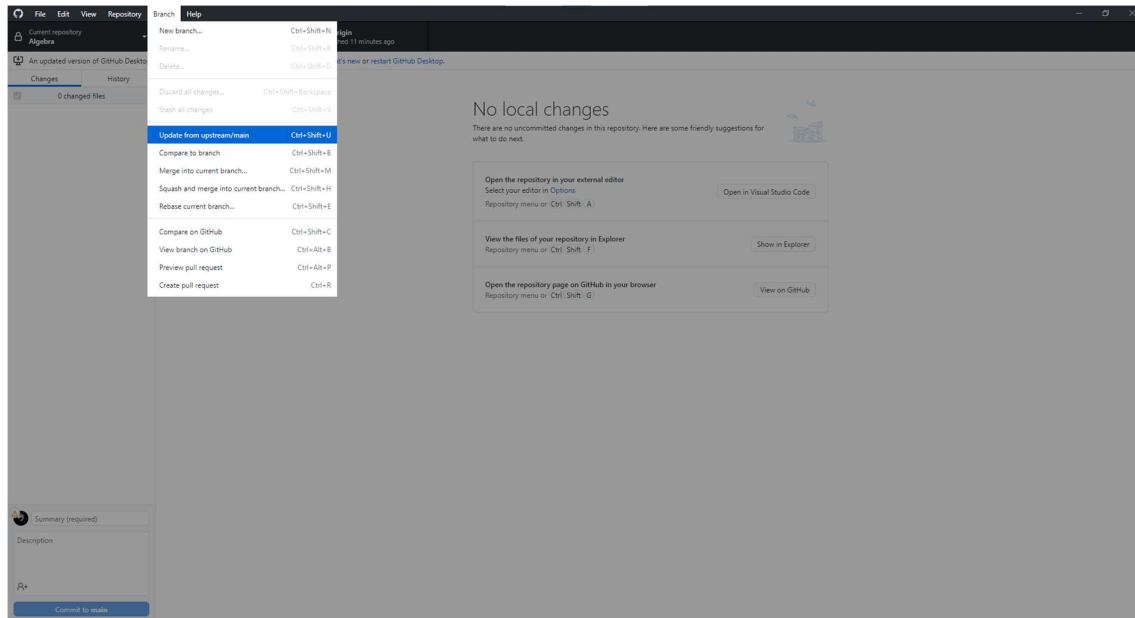 File Edit View Repository Branch Help
Current repository
Algebra
rigin
hed 11 minutes ago
An updated version of GitHub Deskto
t's new or restart GitHub Desktop.
Changes History
0 changed files
New branch... Ctrl+Shift+N
Rename... Ctrl+Shift+R
Delete... Ctrl+Shift+D
Discard all changes... Ctrl+Shift+Backspace
Stash all changes Ctrl+Shift+S
Update from upstream/main Ctrl+Shift+U
Compare to branch Ctrl+Shift+B
Merge into current branch... Ctrl+Shift+M
Squash and merge into current branch... Ctrl+Shift+H
Rebase current branch... Ctrl+Shift+E
Compare on GitHub Ctrl+Shift+C
View branch on GitHub Ctrl+Alt+B
Preview pull request Ctrl+Alt+P
Create pull request Ctrl+R
No local changes
There are no uncommitted changes in this repository. Here are some friendly suggestions for
what to do next.
Open the repository in your external editor
Select your editor in Options
Repository menu or Ctrl Shift A
Open in Visual Studio Code
View the files of your repository in Explorer
Repository menu or Ctrl Shift F
Show in Explorer
Open the repository page on GitHub in your browser
Repository menu or Ctrl Shift G
View on GitHub
Summary (required)
Description
Commit to main